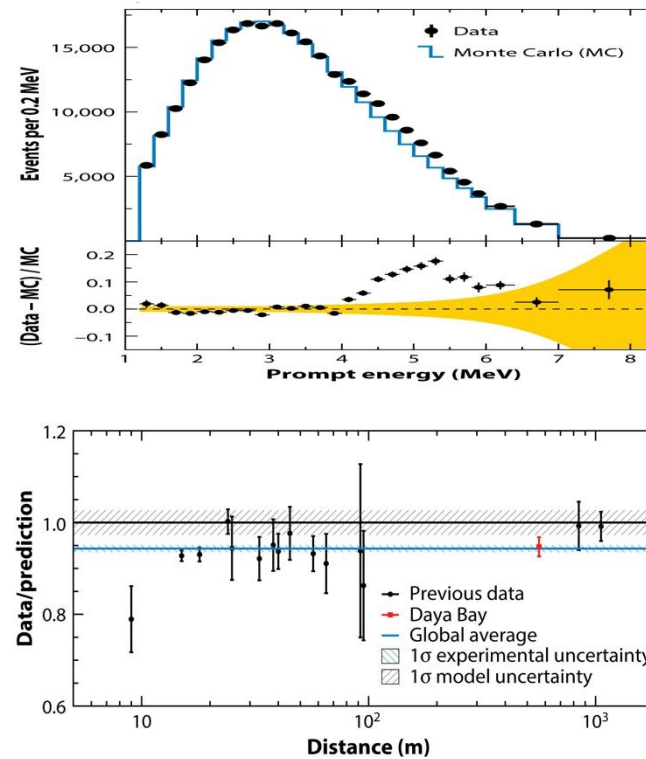 15,000
10,000
5,000
Events per 0.2 MeV
Data
Monte Carlo (MC)
0.2
0.1
0.0
−0.1
(Data − MC) / MC
1 2 3 4 5 6 7 8
Prompt energy (MeV)
1.2
1.0
0.8
0.6
Data/prediction
Previous data
Daya Bay
Global average
1σ experimental uncertainty
1σ model uncertainty
10 10² 10³
Distance (m)